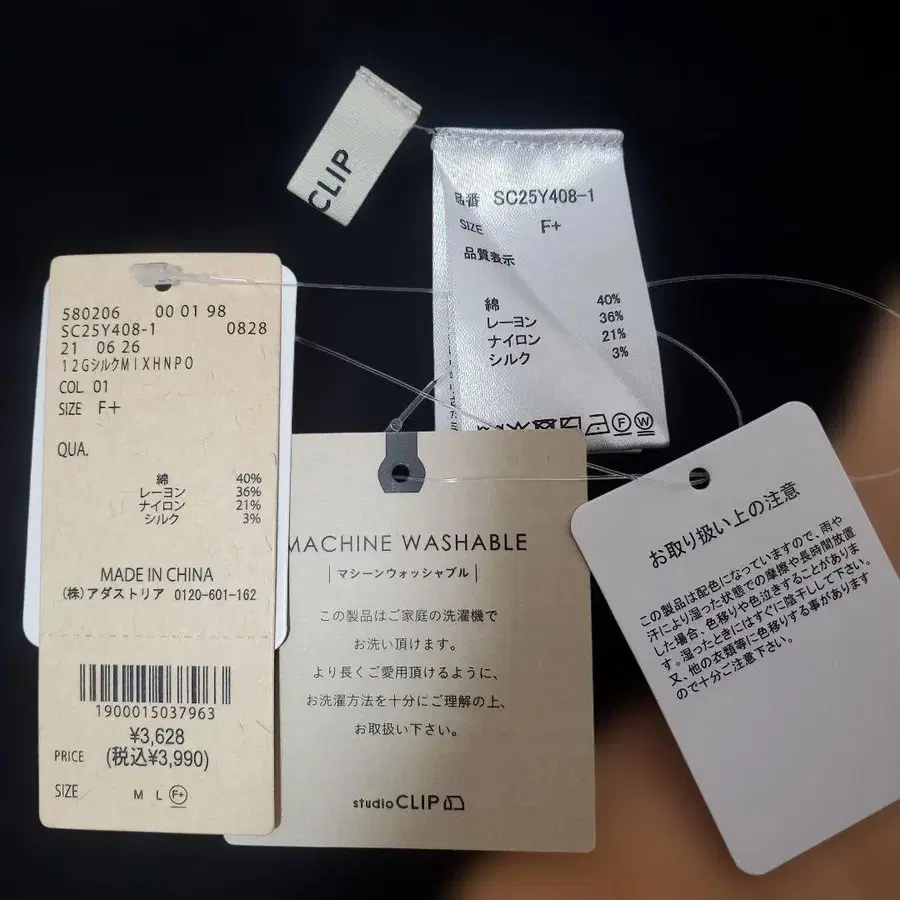 CLIP
品番 SC25Y408-1
SIZE F+
品質表示
綿 40%
レーヨン 36%
ナイロン 21%
シルク 3%
F W
580206 00 01 98
SC25Y408-1 0828
21 06 26
12GシルクMIXHNPO
COL. 01
SIZE F+
QUA.
綿 40%
レーヨン 36%
ナイロン 21%
シルク 3%
MADE IN CHINA
(株)アダストリア 0120-601-162
1900015037963
¥3,628
PRICE (税込¥3,990)
SIZE M L F+
MACHINE WASHABLE
マシーンウォッシャブル
この製品はご家庭の洗濯機で
お洗い頂けます。
より長くご愛用頂けるように、
お洗濯方法を十分にご理解の上、
お取扱い下さい。
studio CLIP
お取り扱い上の注意
この製品は配色になっていますので、雨や
汗により湿った状態での摩擦や長時間放置
した場合、色移りや色泣きすることがありま
す。湿ったときにはすぐに陰干しして下さい。
又、他の衣類等に色移りする事があります
ので十分ご注意下さい。